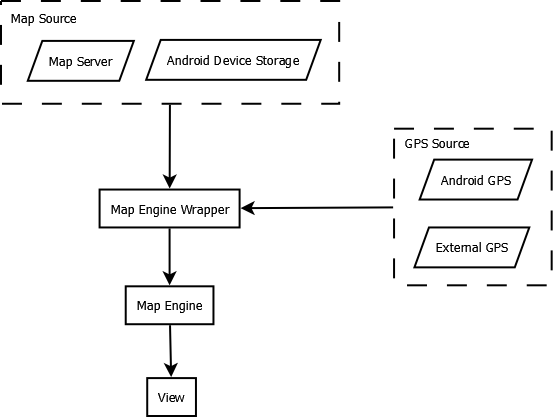 Map Source
Map Server
Android Device Storage
GPS Source
Android GPS
Map Engine Wrapper
External GPS
Map Engine
View